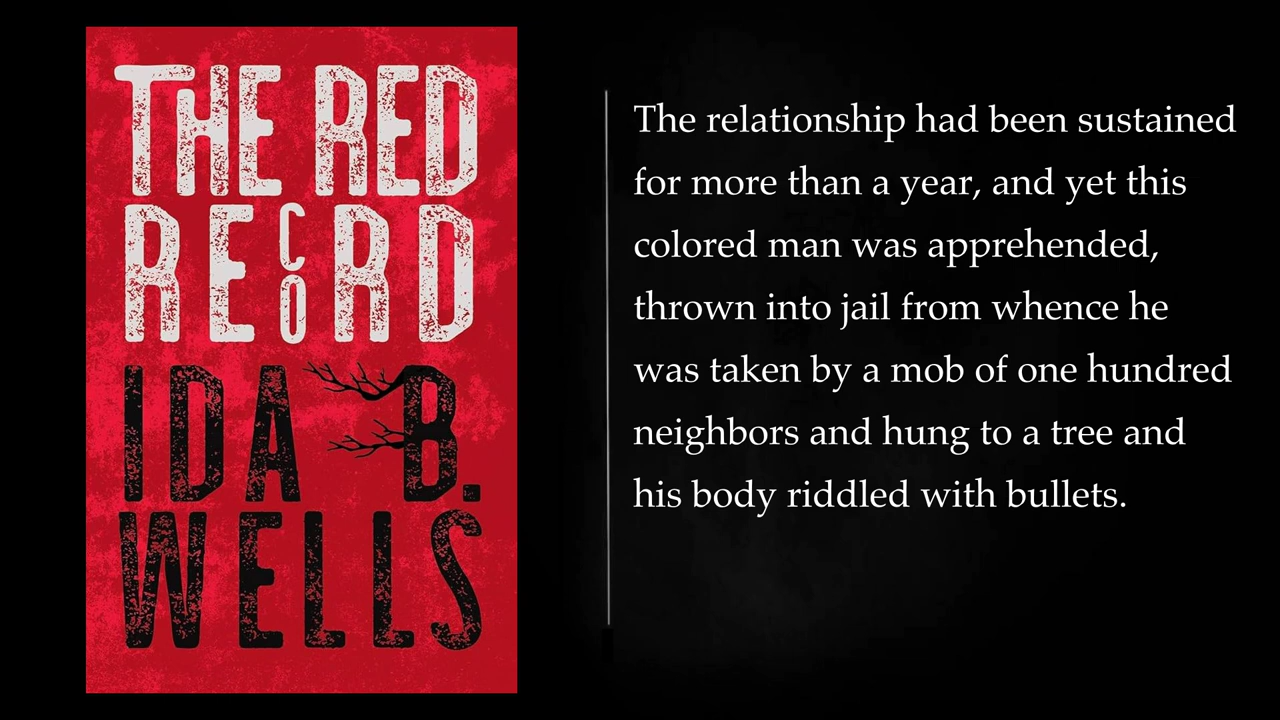 THE RED
RECORD
IDA B.
WELLS
The relationship had been sustained
for more than a year, and yet this
colored man was apprehended,
thrown into jail from whence he
was taken by a mob of one hundred
neighbors and hung to a tree and
his body riddled with bullets.